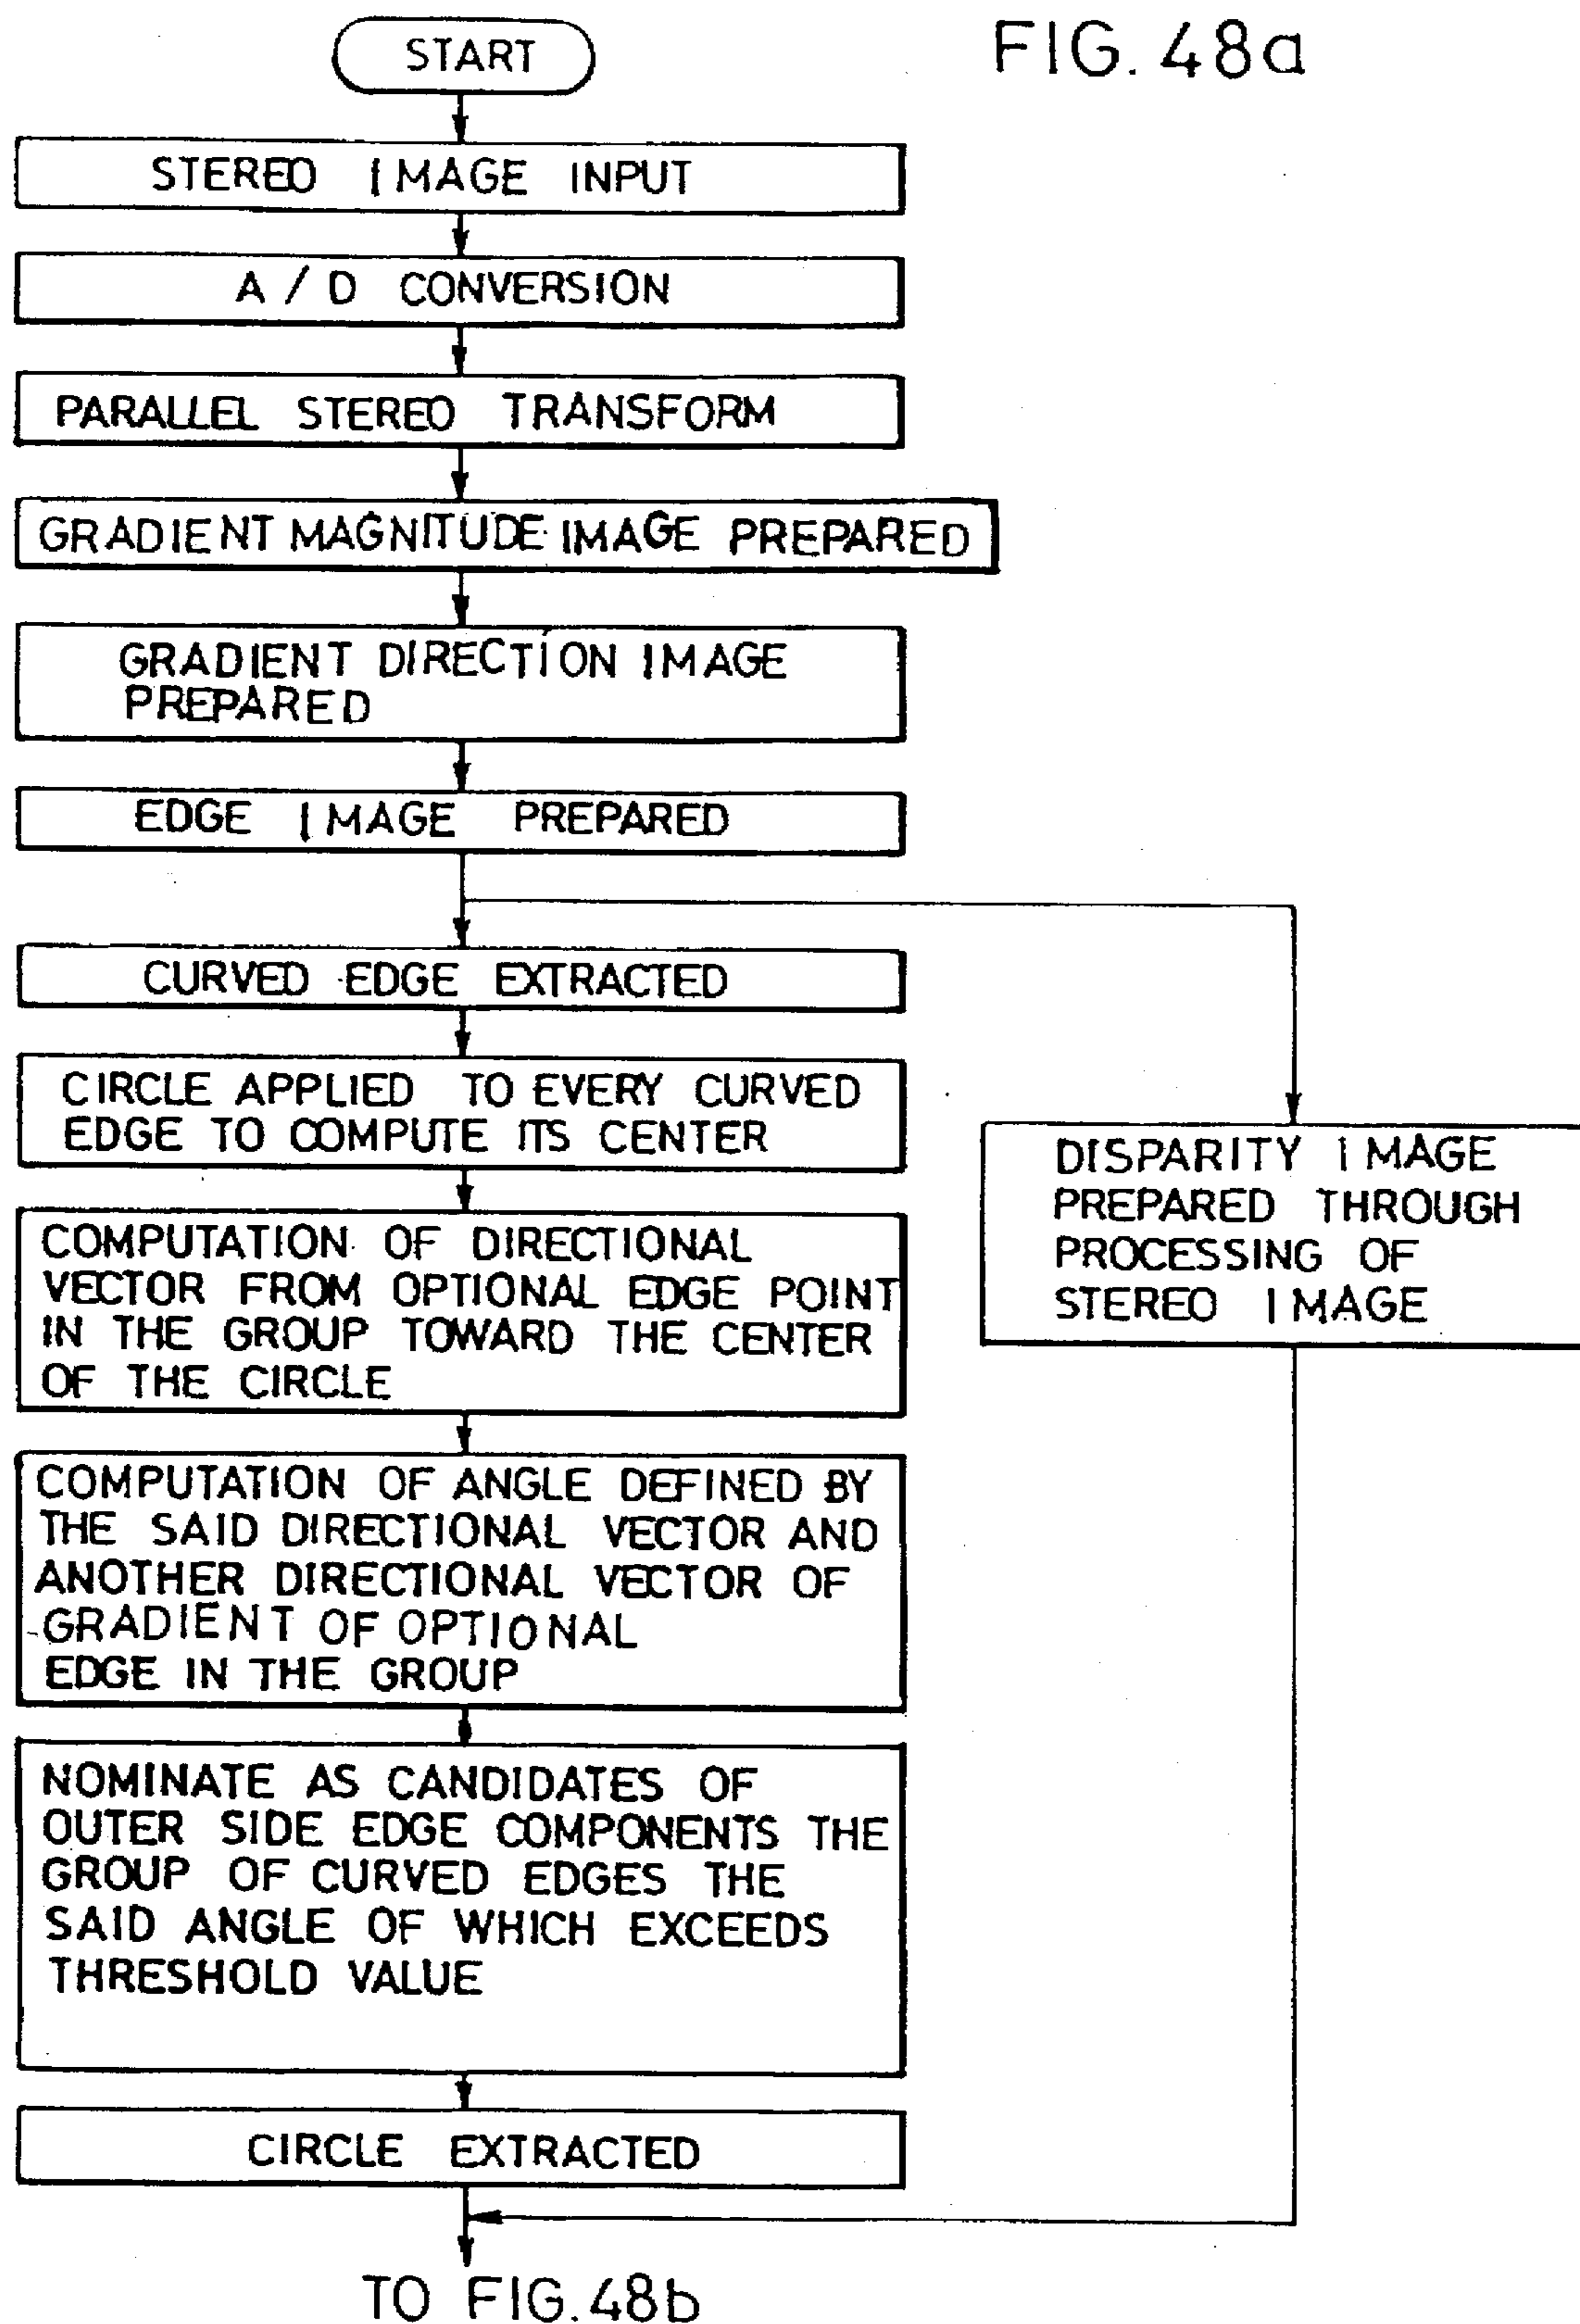 FIG. 48a
START
STEREO IMAGE INPUT
A / D CONVERSION
PARALLEL STEREO TRANSFORM
GRADIENT MAGNITUDE IMAGE PREPARED
GRADIENT DIRECTION IMAGE
PREPARED
EDGE IMAGE PREPARED
CURVED EDGE EXTRACTED
CIRCLE APPLIED TO EVERY CURVED
EDGE TO COMPUTE ITS CENTER
COMPUTATION OF DIRECTIONAL
VECTOR FROM OPTIONAL EDGE POINT
IN THE GROUP TOWARD THE CENTER
OF THE CIRCLE
COMPUTATION OF ANGLE DEFINED BY
THE SAID DIRECTIONAL VECTOR AND
ANOTHER DIRECTIONAL VECTOR OF
GRADIENT OF OPTIONAL
EDGE IN THE GROUP
NOMINATE AS CANDIDATES OF
OUTER SIDE EDGE COMPONENTS THE
GROUP OF CURVED EDGES THE
SAID ANGLE OF WHICH EXCEEDS
THRESHOLD VALUE
CIRCLE EXTRACTED
DISPARITY IMAGE
PREPARED THROUGH
PROCESSING OF
STEREO IMAGE
TO FIG. 48b